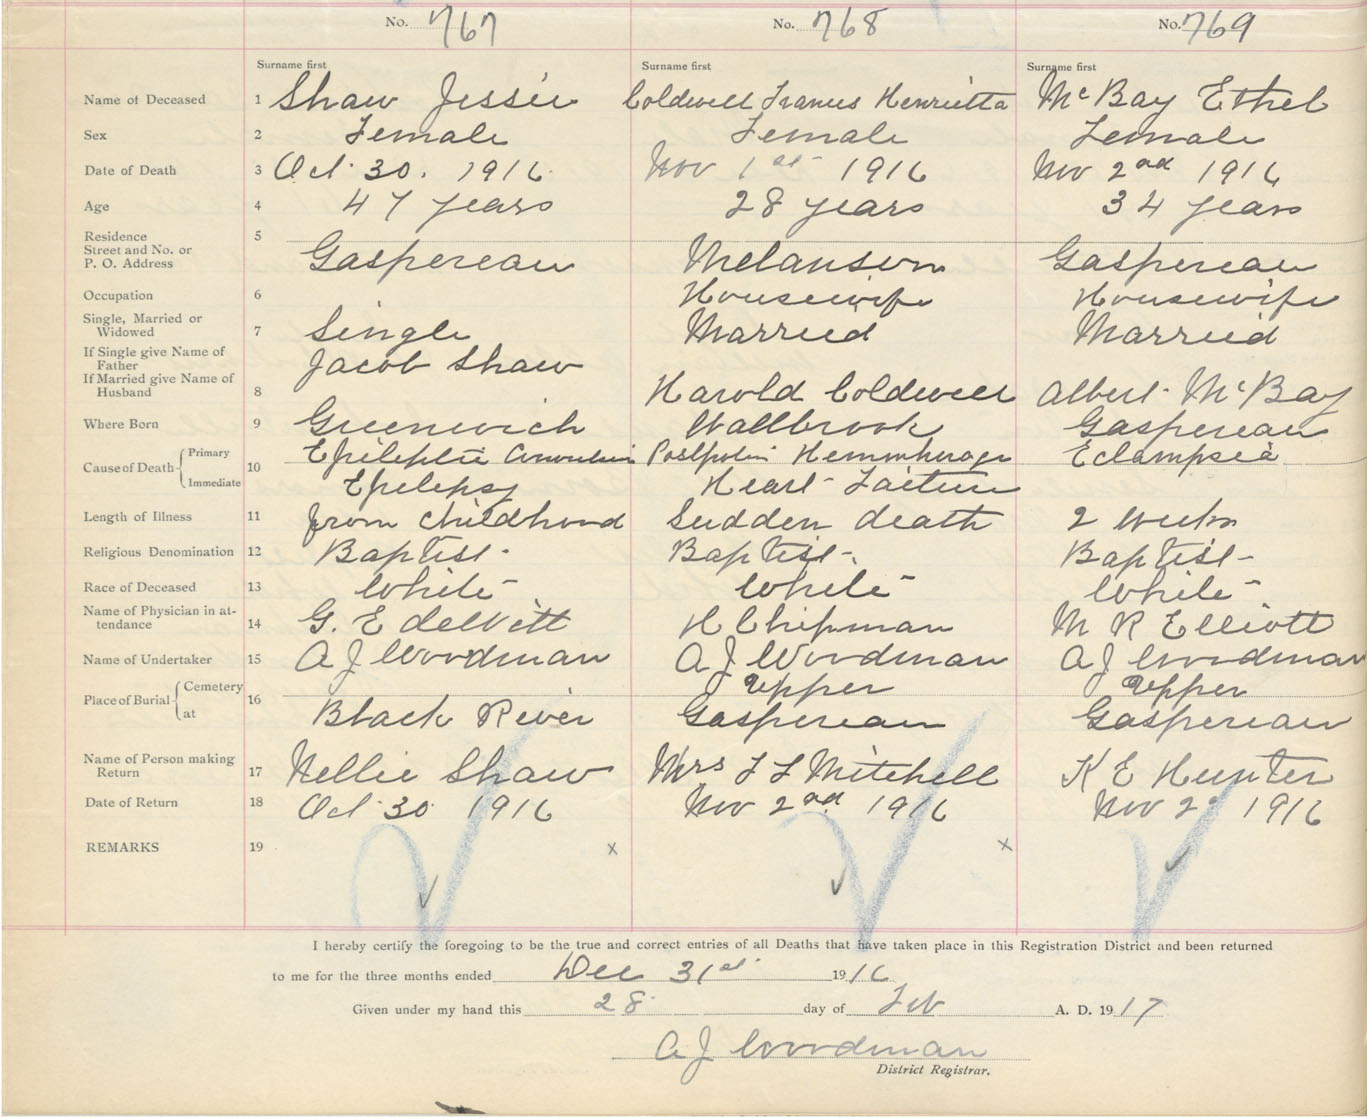 No. 767 No. 768 No. 769
Surname first Surname first Surname first
Name of Deceased 1 Shaw Jessie Coldwell Frances Henrietta McBay Ethel
Sex 2 Female Female Female
Date of Death 3 Oct 30. 1916 Nov 1st 1916 Nov 2nd 1916
Age 4 47 years 28 years 34 years
Residence 5
Street and No. or
P. O. Address Gaspereau Melanson Gaspereau
Occupation 6 Housewife Housewife
Single, Married or
Widowed 7 Single Married Married
If Single give Name of
Father Jacob Shaw
If Married give Name of
Husband 8 Harold Coldwell Albert McBay
Where Born 9 Greenwich Wallbrook Gaspereau
Cause of Death Primary 10 Epileptic Convulsion Hemmherage Eclampsia
Immediate Epilepsy Heart Failure
Length of Illness 11 from childhood Sudden death 2 weeks
Religious Denomination 12 Baptist Baptist Baptist
Race of Deceased 13 White White White
Name of Physician in at-
tendance 14 G. E deWitt H Chipman M R Elliott
Name of Undertaker 15 A J Woodman A J Woodman A J Woodman
Place of Burial Cemetery 16 Upper Upper
at Black River Gaspereau Gaspereau
Name of Person making
Return 17 Nellie Shaw Mrs F F Mitchell K E Hunter
Date of Return 18 Oct 30 1916 Nov 2nd 1916 Nov 2 1916
REMARKS 19 x x
I hereby certify the foregoing to be the true and correct entries of all Deaths that have taken place in this Registration District and been returned
to me for the three months ended Dec 31st 1916
Given under my hand this 28 day of Feb A. D. 1917
A J Woodman
District Registrar.